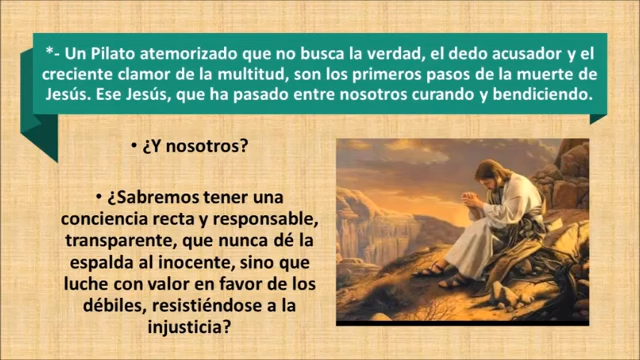 *- Un Pilato atemorizado que no busca la verdad, el dedo acusador y el
creciente clamor de la multitud, son los primeros pasos de la muerte de
Jesús. Ese Jesús, que ha pasado entre nosotros curando y bendiciendo.
• ¿Y nosotros?
• ¿Sabremos tener una
conciencia recta y responsable,
transparente, que nunca dé la
espalda al inocente, sino que
luche con valor en favor de los
débiles, resistiéndose a la
injusticia?